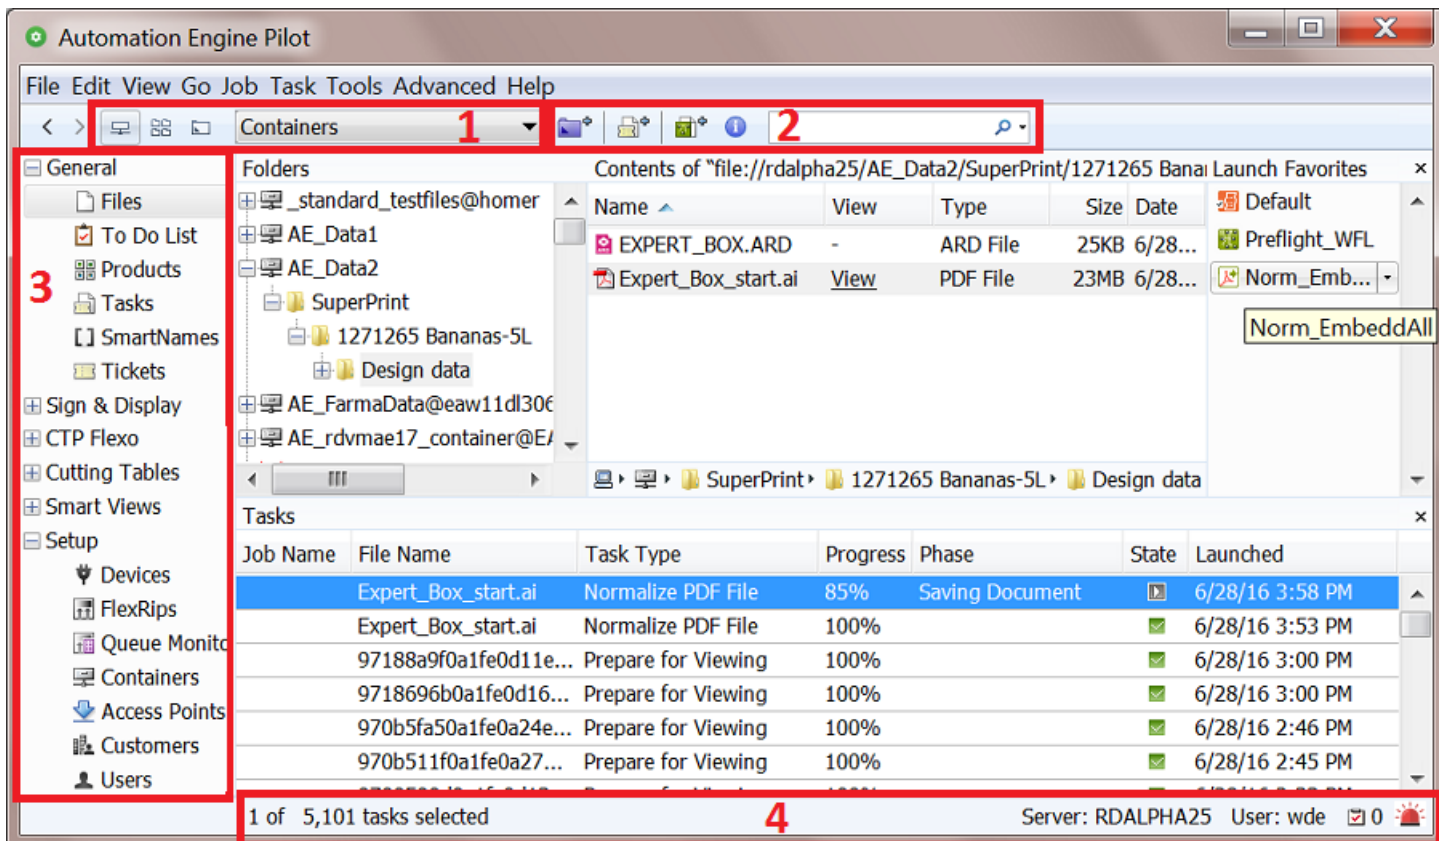 Automation Engine Pilot
File Edit View Go Job Task Tools Advanced Help
Containers 1 2
General
Files
To Do List
Products
3
Tasks
SmartNames
Tickets
Sign & Display
CTP Flexo
Cutting Tables
Smart Views
Setup
Devices
FlexRips
Queue Monito
Containers
Access Points
Customers
Users
Folders
_standard_testfiles@homer
AE_Data1
AE_Data2
SuperPrint
1271265 Bananas-5L
Design data
AE_FarmaData@eaw11dl306
AE_rdvmae17_container@EA
Contents of "file://rdalpha25/AE_Data2/SuperPrint/1271265 Bana
Name View Type Size Date
EXPERT_BOX.ARD - ARD File 25KB 6/28...
Expert_Box_start.ai View PDF File 23MB 6/28...
SuperPrint 1271265 Bananas-5L Design data
Launch Favorites
Default
Preflight_WFL
Norm_Emb...
Norm_EmbeddAll
Tasks
Job Name File Name Task Type Progress Phase State Launched
Expert_Box_start.ai Normalize PDF File 85% Saving Document 6/28/16 3:58 PM
Expert_Box_start.ai Normalize PDF File 100% 6/28/16 3:53 PM
97188a9f0a1fe0d11e... Prepare for Viewing 100% 6/28/16 3:00 PM
9718696b0a1fe0d16... Prepare for Viewing 100% 6/28/16 3:00 PM
970b5fa50a1fe0a24e... Prepare for Viewing 100% 6/28/16 2:46 PM
970b511f0a1fe0a27... Prepare for Viewing 100% 6/28/16 2:45 PM
1 of 5,101 tasks selected 4 Server: RDALPHA25 User: wde 0